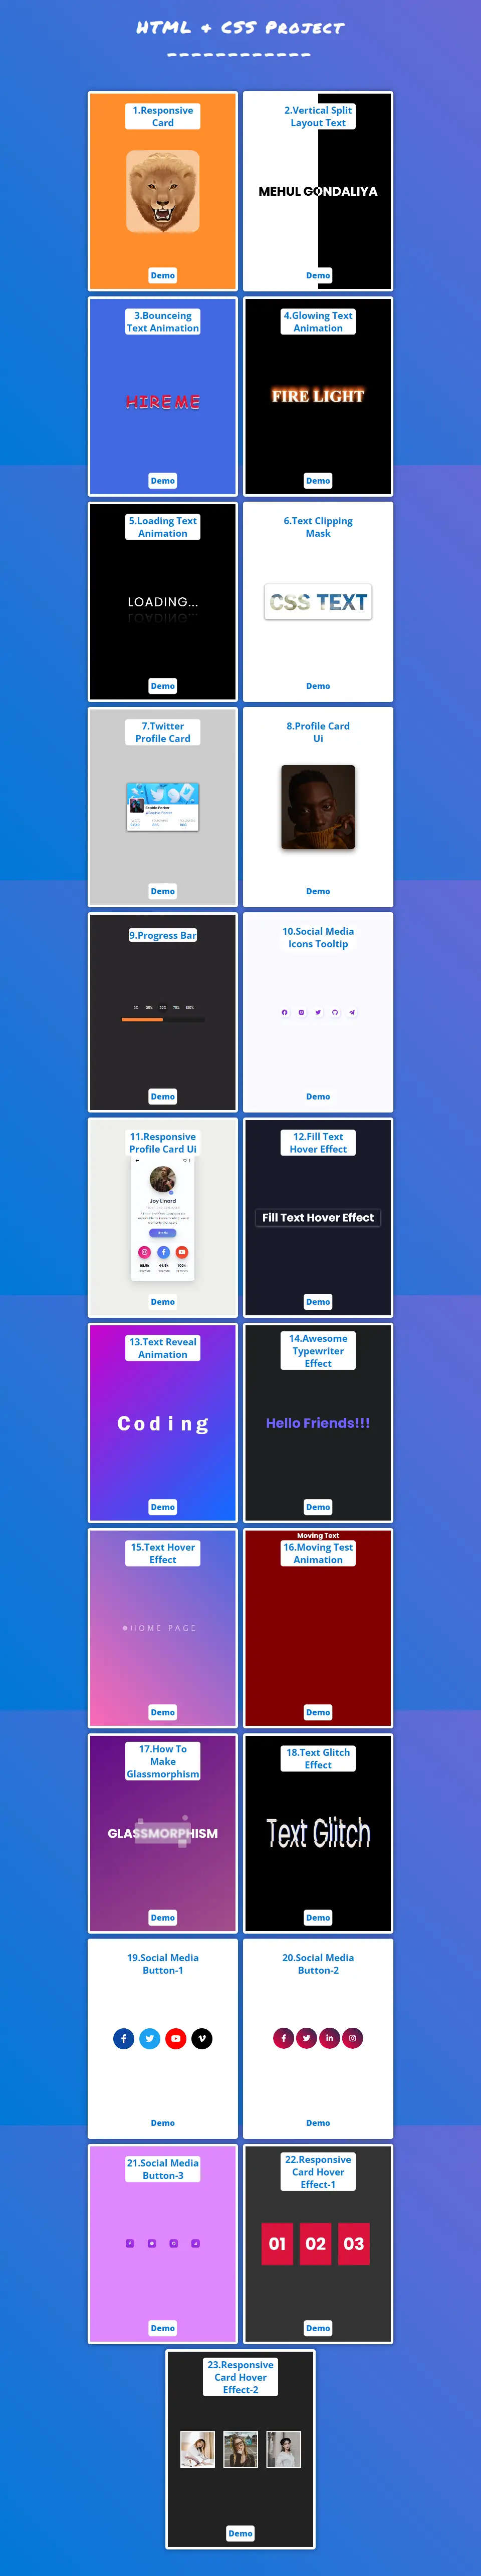 HTML & CSS Project
1.Responsive
Card
Demo
2.Vertical Split
Layout Text
MEHUL GONDALIYA
Demo
3.Bounceing
Text Animation
HIRE ME
Demo
4.Glowing Text
Animation
FIRE LIGHT
Demo
5.Loading Text
Animation
LOADING...
LOADING...
Demo
6.Text Clipping
Mask
CSS TEXT
Demo
7.Twitter
Profile Card
Demo
8.Profile Card
Ui
Demo
9.Progress Bar
5% 25% 50% 75% 100%
Demo
10.Social Media
Icons Tooltip
Demo
11.Responsive
Profile Card Ui
Joy Linard
Demo
12.Fill Text
Hover Effect
Fill Text Hover Effect
Demo
13.Text Reveal
Animation
Coding
Demo
14.Awesome
Typewriter
Effect
Hello Friends!!!
Demo
15.Text Hover
Effect
HOME PAGE
Demo
Moving Text
16.Moving Test
Animation
Demo
17.How To
Make
Glassmorphism
GLASSMORPHISM
Demo
18.Text Glitch
Effect
Text Glitch
Demo
19.Social Media
Button-1
Demo
20.Social Media
Button-2
Demo
21.Social Media
Button-3
Demo
22.Responsive
Card Hover
Effect-1
01 02 03
Demo
23.Responsive
Card Hover
Effect-2
Demo